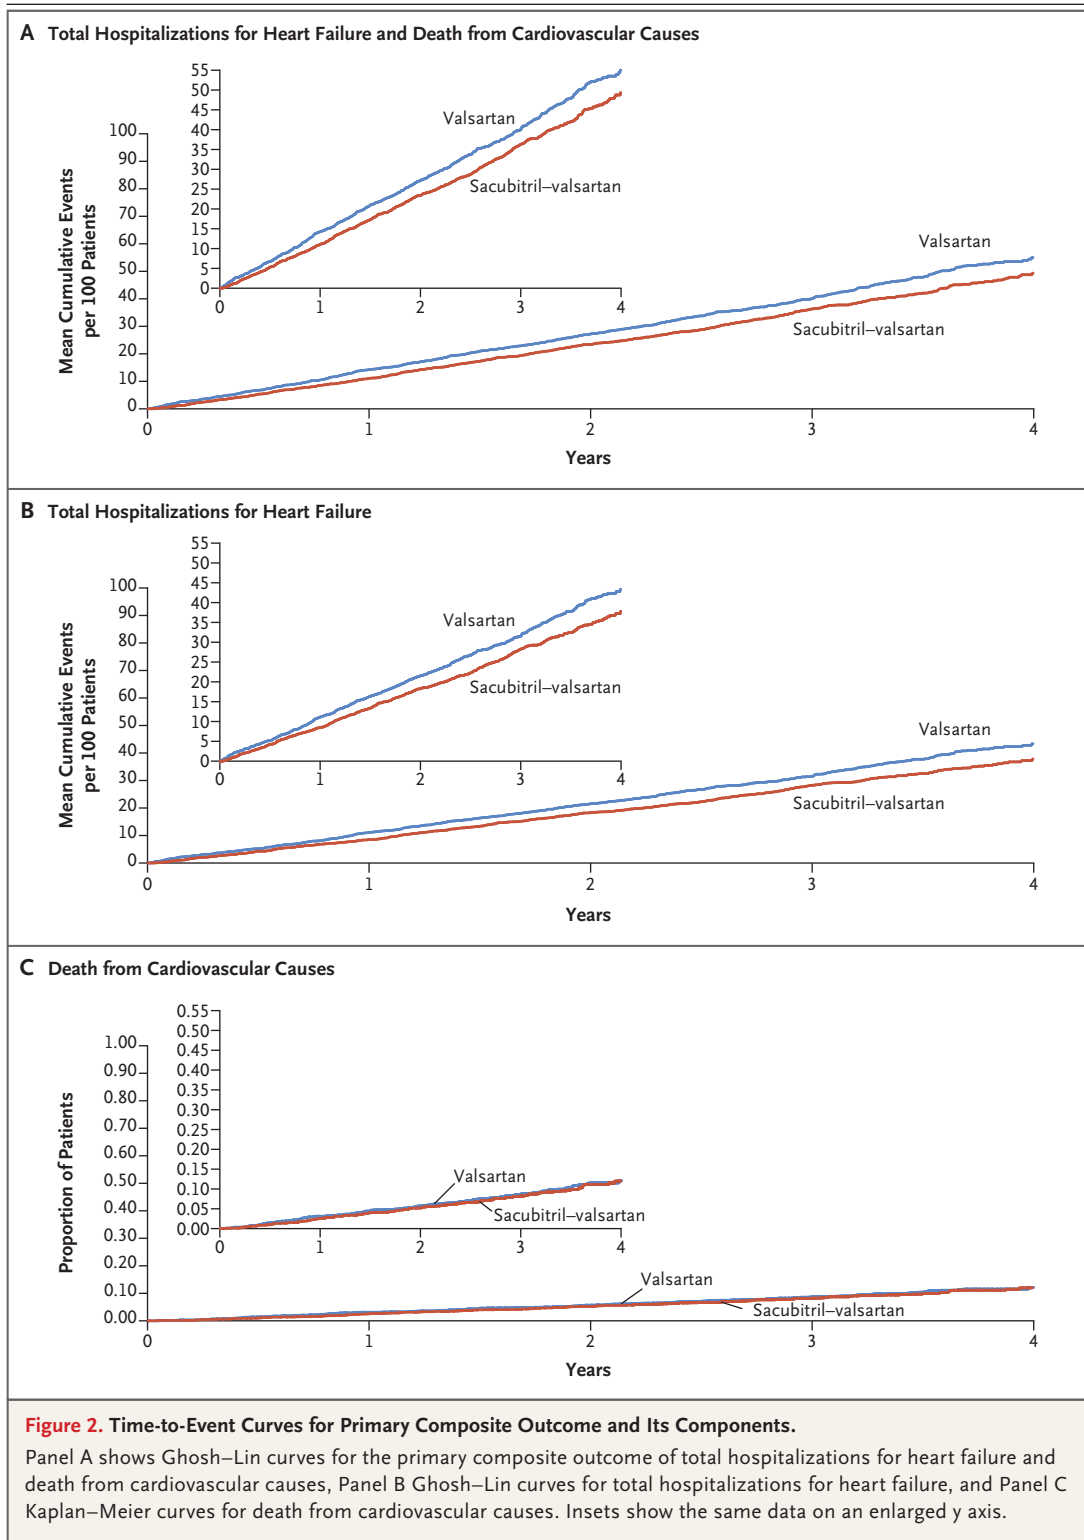 A Total Hospitalizations for Heart Failure and Death from Cardiovascular Causes
55
50
45
40
35
30
25
20
15
10
5
0
0 1 2 3 4
Valsartan
Sacubitril–valsartan
Mean Cumulative Events
per 100 Patients
100
90
80
70
60
50
40
30
20
10
0
Valsartan
Sacubitril–valsartan
0 1 2 3 4
Years
B Total Hospitalizations for Heart Failure
55
50
45
40
35
30
25
20
15
10
5
0
0 1 2 3 4
Valsartan
Sacubitril–valsartan
Mean Cumulative Events
per 100 Patients
100
90
80
70
60
50
40
30
20
10
0
Valsartan
Sacubitril–valsartan
0 1 2 3 4
Years
C Death from Cardiovascular Causes
0.55
0.50
0.45
0.40
0.35
0.30
0.25
0.20
0.15
0.10
0.05
0.00
0 1 2 3 4
Valsartan
Sacubitril–valsartan
Proportion of Patients
1.00
0.90
0.80
0.70
0.60
0.50
0.40
0.30
0.20
0.10
0.00
Valsartan
Sacubitril–valsartan
0 1 2 3 4
Years
Figure 2. Time-to-Event Curves for Primary Composite Outcome and Its Components.
Panel A shows Ghosh–Lin curves for the primary composite outcome of total hospitalizations for heart failure and
death from cardiovascular causes, Panel B Ghosh–Lin curves for total hospitalizations for heart failure, and Panel C
Kaplan–Meier curves for death from cardiovascular causes. Insets show the same data on an enlarged y axis.